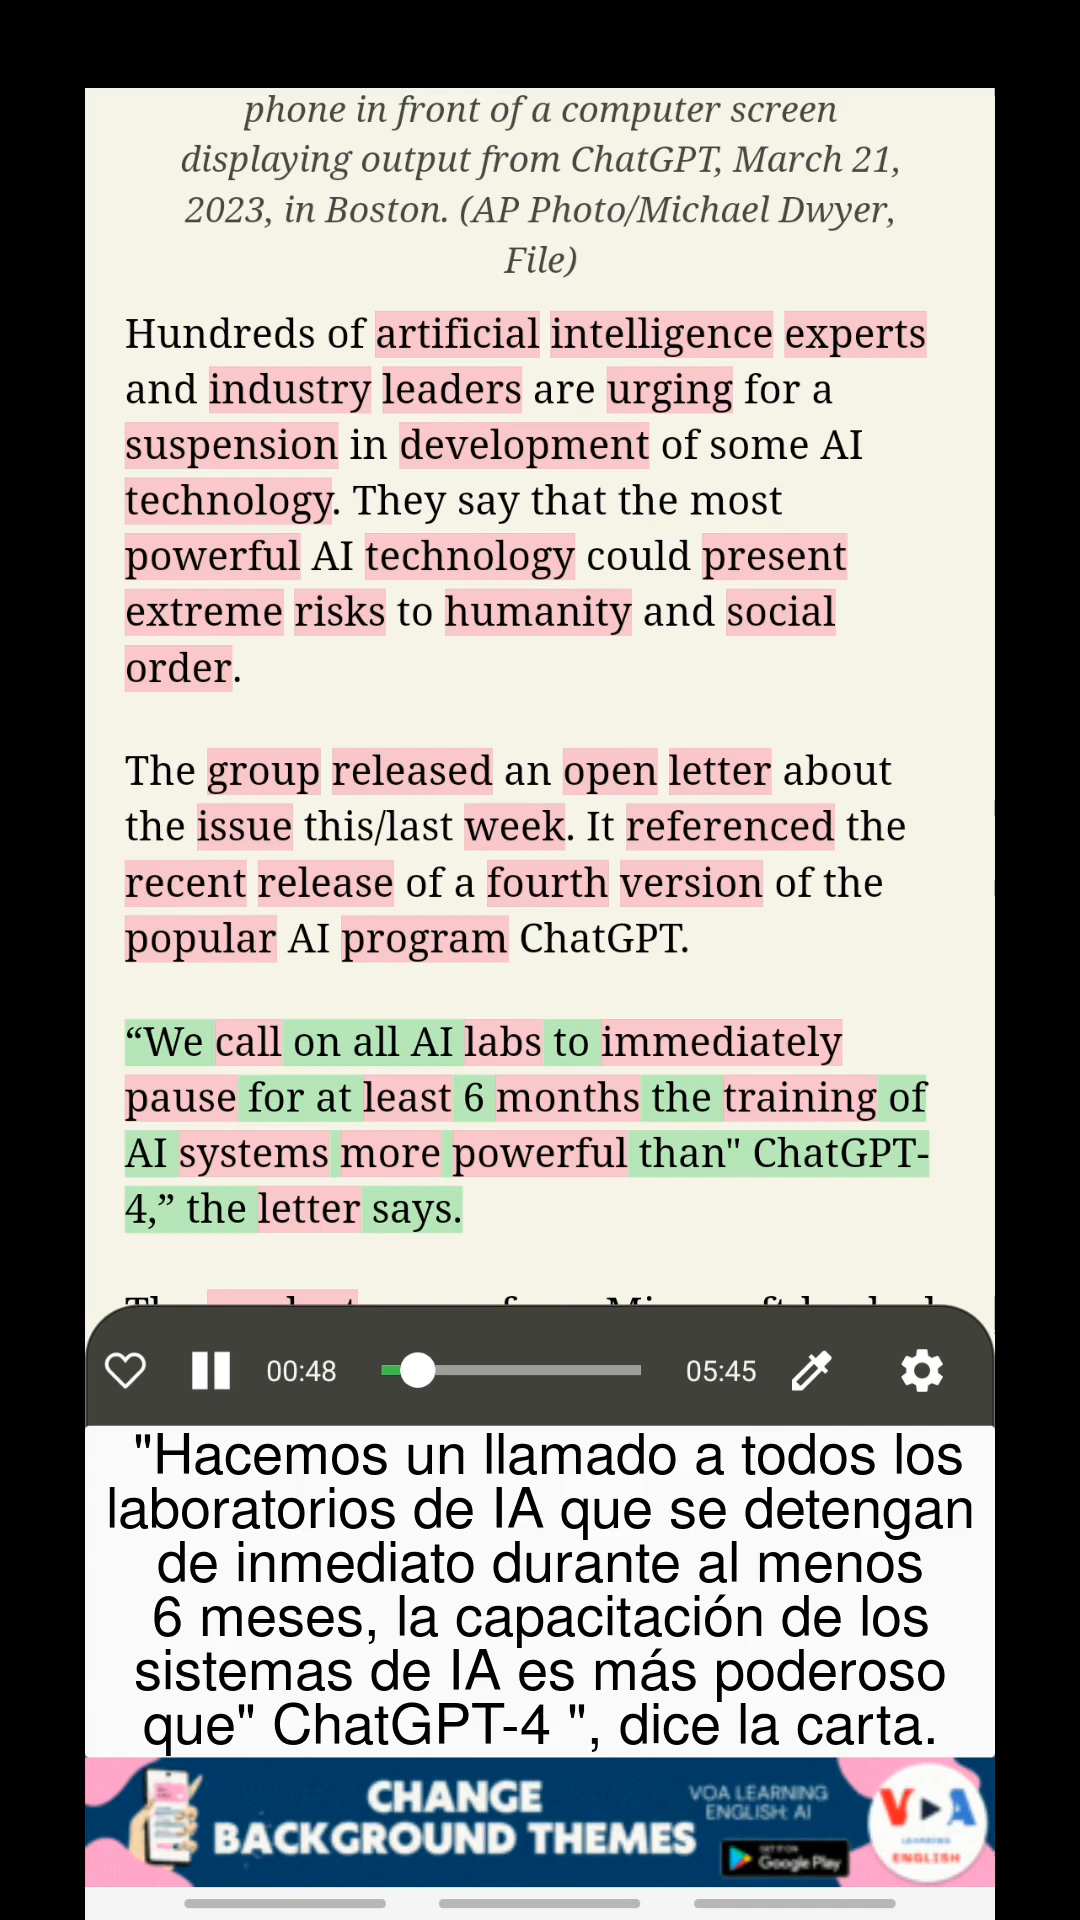 phone in front of a computer screen
displaying output from ChatGPT, March 21,
2023, in Boston. (AP Photo/Michael Dwyer,
File)
Hundreds of artificial intelligence experts
and industry leaders are urging for a
suspension in development of some AI
technology. They say that the most
powerful AI technology could present
extreme risks to humanity and social
order.
The group released an open letter about
the issue this/last week. It referenced the
recent release of a fourth version of the
popular AI program ChatGPT.
“We call on all AI labs to immediately
pause for at least 6 months the training of
AI systems more powerful than" ChatGPT-
4,” the letter says.
00:48
05:45
"Hacemos un llamado a todos los
laboratorios de IA que se detengan
de inmediato durante al menos
6 meses, la capacitación de los
sistemas de IA es más poderoso
que" ChatGPT-4 ", dice la carta.
CHANGE
BACKGROUND THEMES
VOA LEARNING
ENGLISH: AI
GET IT ON
Google Play
VOA
LEARNING
ENGLISH